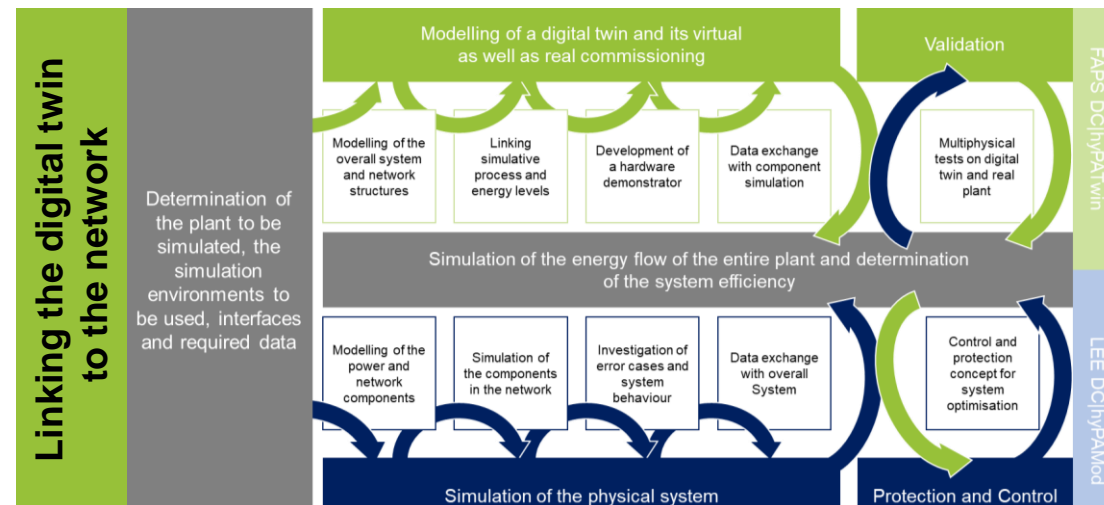 Linking the digital twin
to the network
Determination of
the plant to be
simulated, the
simulation
environments to
be used, interfaces
and required data
Modelling of a digital twin and its virtual
as well as real commissioning
Validation
Modelling of the
overall system
and network
structures
Linking
simulative
process and
energy levels
Development of
a hardware
demonstrator
Data exchange
with component
simulation
Multiphysical
tests on digital
twin and real
plant
FAPS DC|hyPATwin
Simulation of the energy flow of the entire plant and determination
of the system efficiency
Modelling of the
power and
network
components
Simulation of
the components
in the network
Investigation of
error cases and
system
behaviour
Data exchange
with overall
System
Control and
protection
concept for
system
optimisation
LEE DC|hyPAMod
Simulation of the physical system
Protection and Control